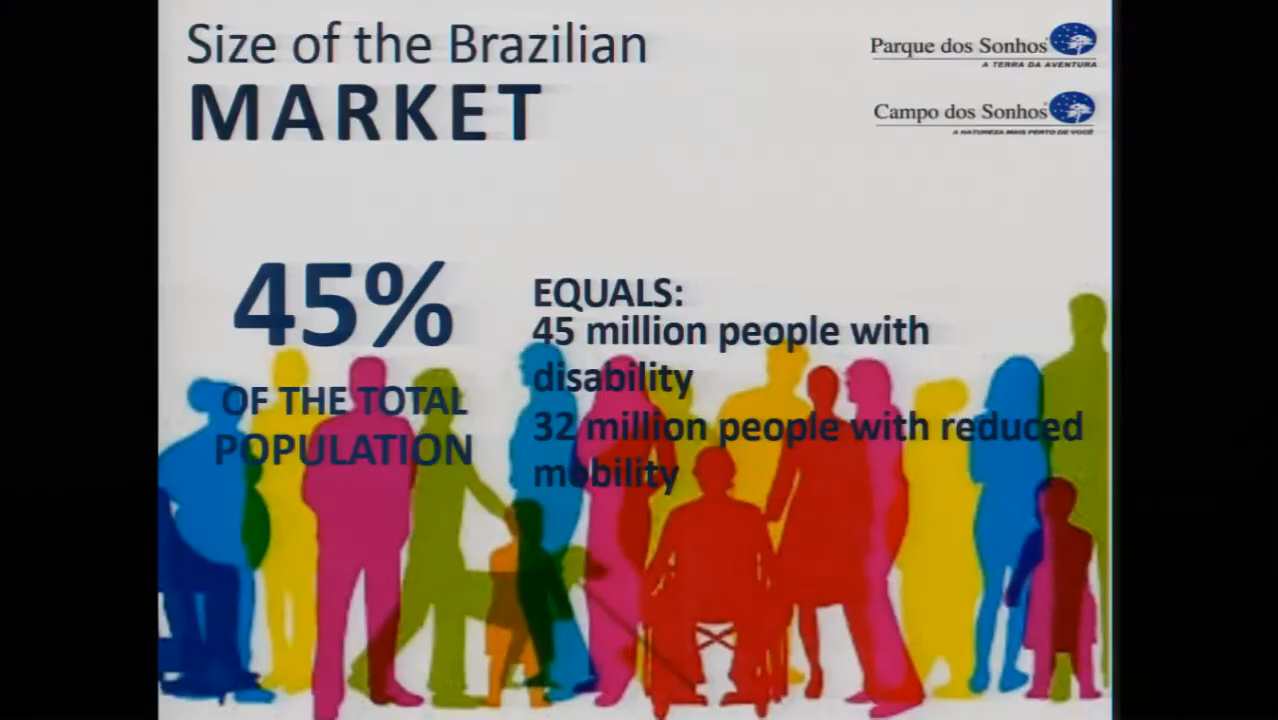 Size of the Brazilian
MARKET
Parque dos Sonhos
A TERRA DA AVENTURA
Campo dos Sonhos
A NATUREZA MAIS PERTO DE VOCÊ
45%
OF THE TOTAL
POPULATION
EQUALS:
45 million people with
disability
32 million people with reduced
mobility